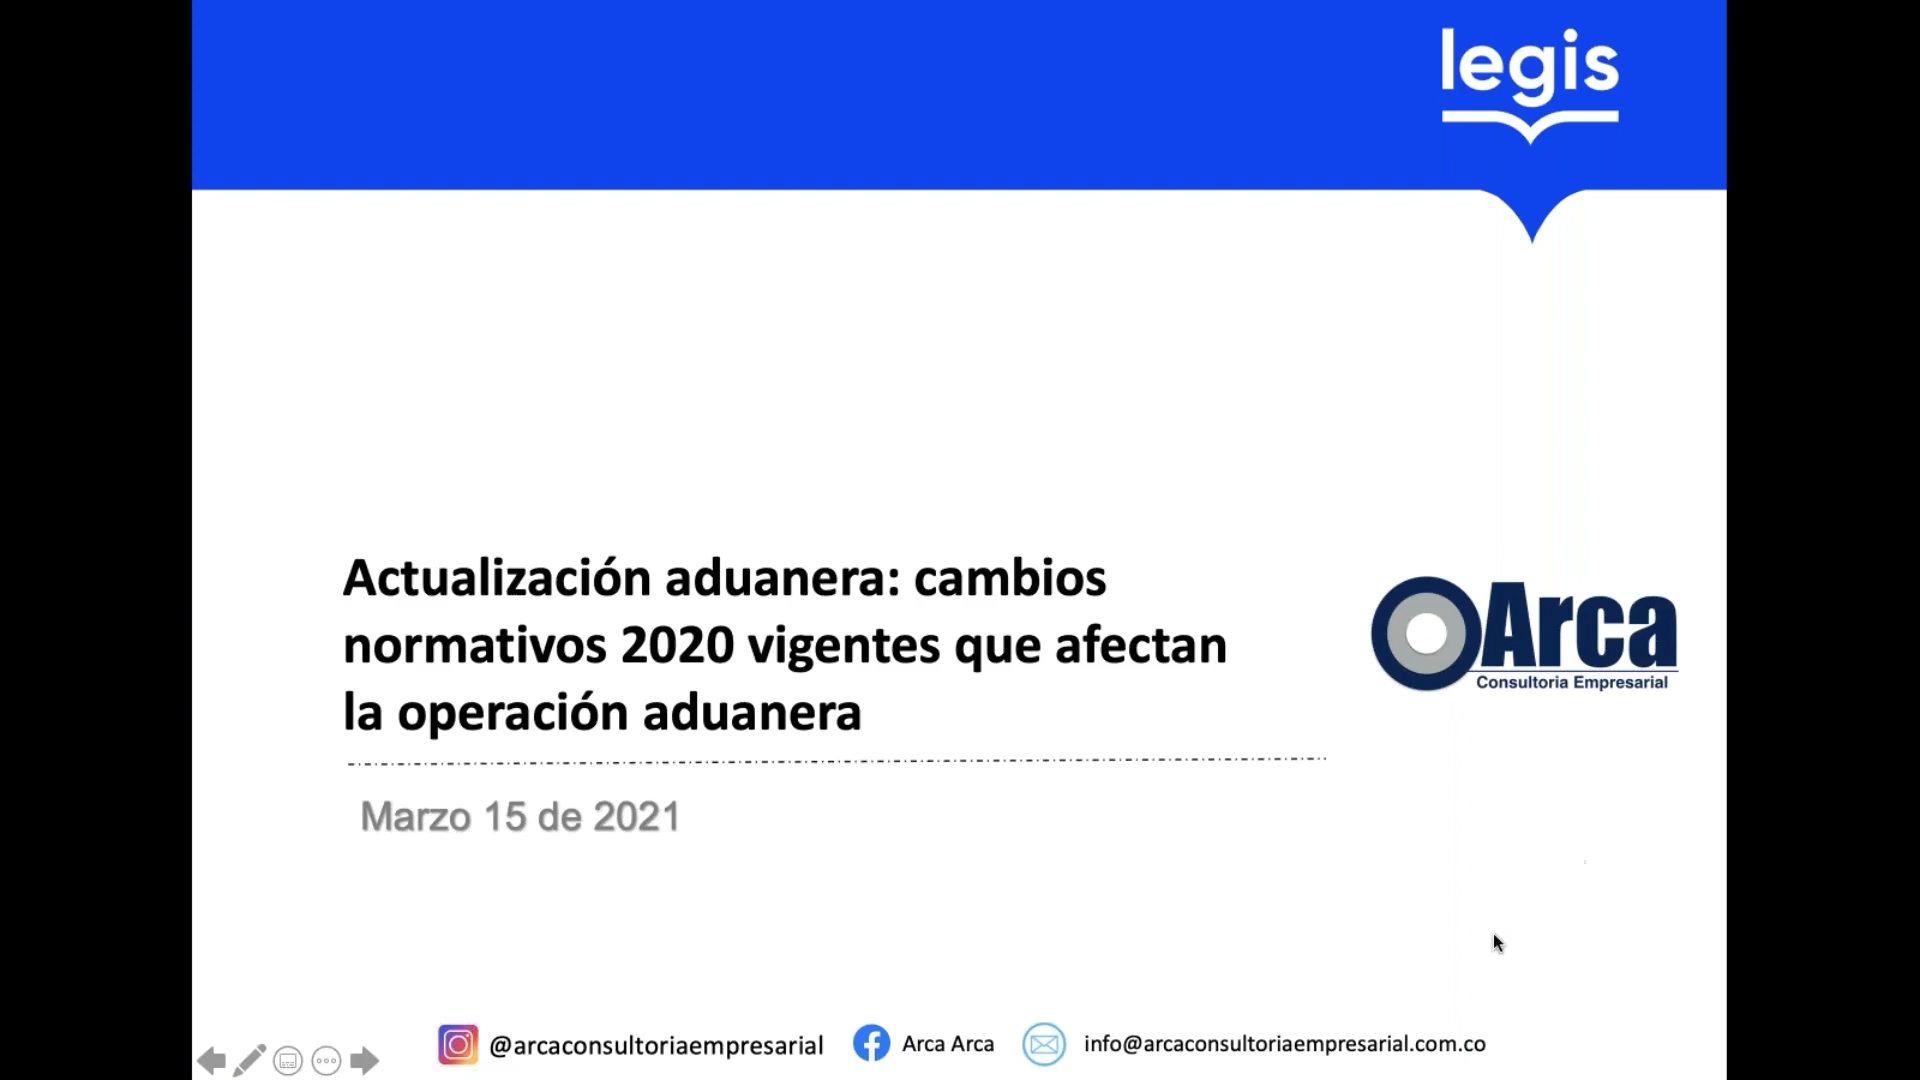 legis
Actualización aduanera: cambios
normativos 2020 vigentes que afectan
la operación aduanera
Arca
Consultoria Empresarial
Marzo 15 de 2021
@arcaconsultoriaempresarial Arca Arca info@arcaconsultoriaempresarial.com.co